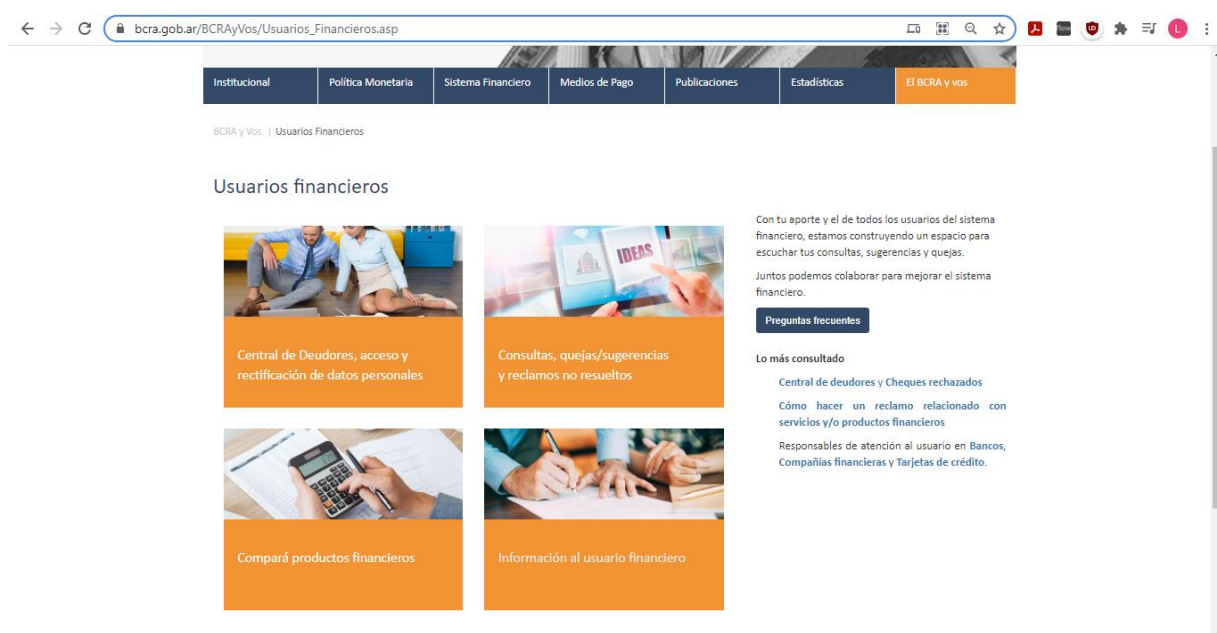 bcra.gob.ar/BCRAyVos/Usuarios_Financieros.asp
L
Institucional
Política Monetaria
Sistema Financiero
Medios de Pago
Publicaciones
Estadísticas
El BCRA y vos
BCRA y Vos | Usuarios Financieros
Usuarios financieros
IDEAS
Central de Deudores, acceso y
rectificación de datos personales
Consultas, quejas/sugerencias
y reclamos no resueltos
Compará productos financieros
Información al usuario financiero
Con tu aporte y el de todos los usuarios del sistema
financiero, estamos construyendo un espacio para
escuchar tus consultas, sugerencias y quejas.
Juntos podemos colaborar para mejorar el sistema
financiero.
Preguntas frecuentes
Lo más consultado
Central de deudores y Cheques rechazados
Cómo hacer un reclamo relacionado con
servicios y/o productos financieros
Responsables de atención al usuario en Bancos,
Compañías financieras y Tarjetas de crédito.